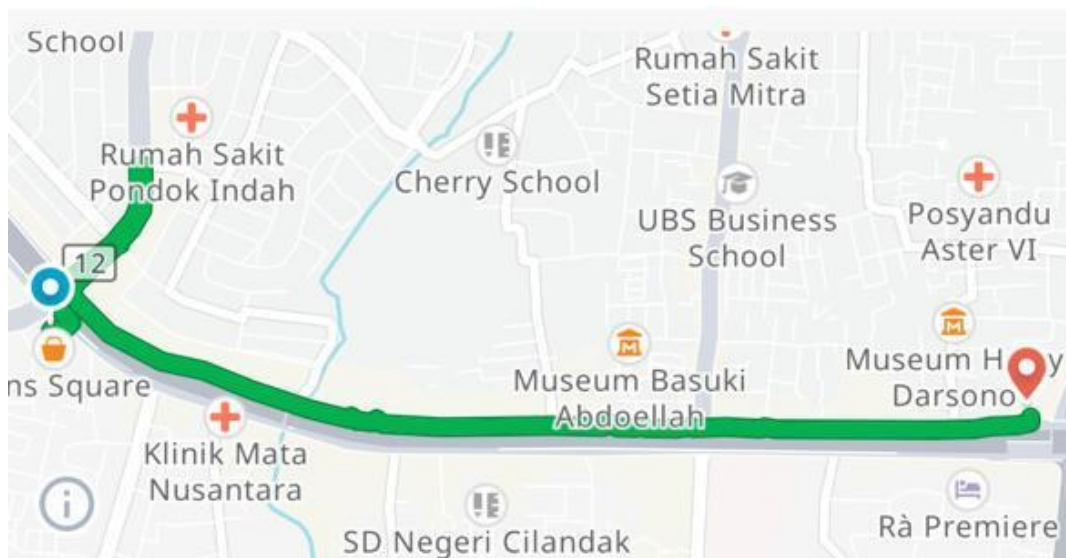 School
Rumah Sakit
Setia Mitra
Rumah Sakit
Pondok Indah
Cherry School
UBS Business
School
Posyandu
Aster VI
12
ns Square
Museum Basuki
Abdoellah
Museum H y
Darsono
Klinik Mata
Nusantara
SD Negeri Cilandak
Rà Premiere
i